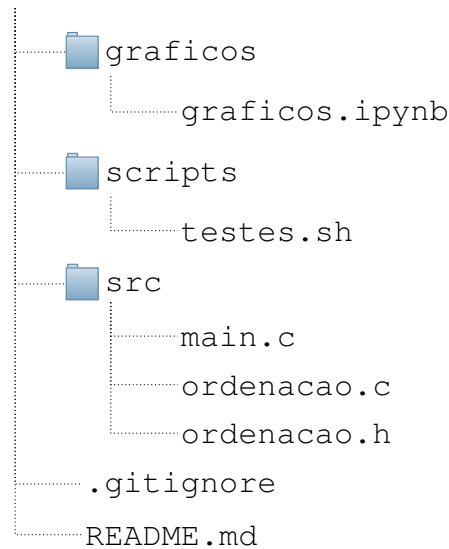 graficos
graficos.ipynb
scripts
testes.sh
src
main.c
ordenacao.c
ordenacao.h
.gitignore
README.md